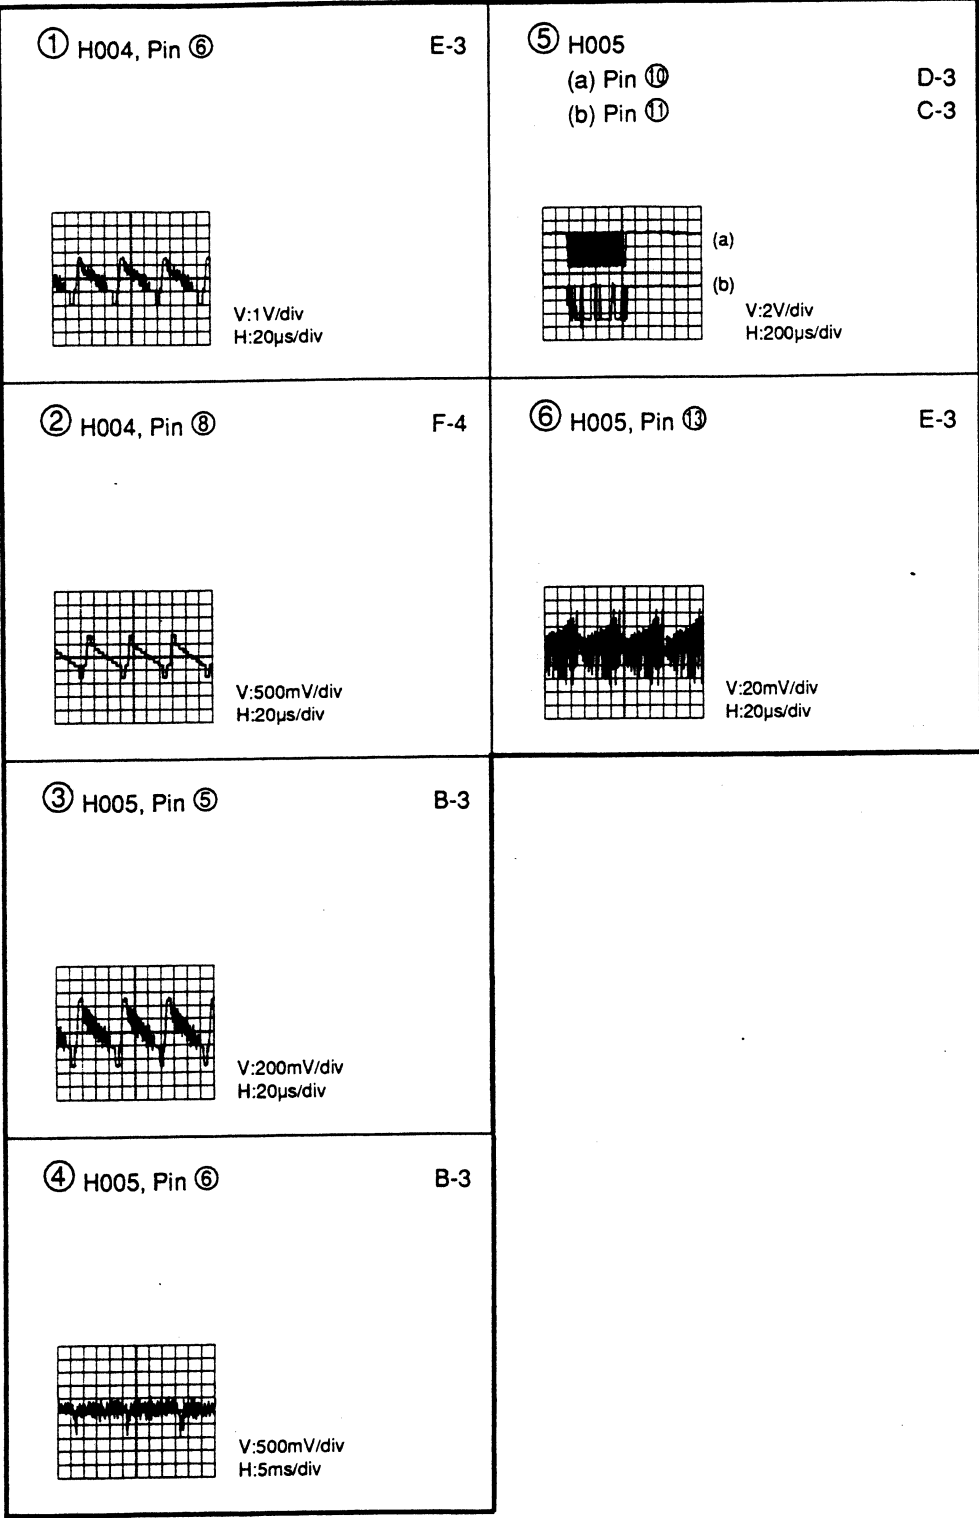 ① H004, Pin ⑥ E-3
V:1V/div
H:20µs/div
② H004, Pin ⑧ F-4
V:500mV/div
H:20µs/div
③ H005, Pin ⑤ B-3
V:200mV/div
H:20µs/div
④ H005, Pin ⑥ B-3
V:500mV/div
H:5ms/div
⑤ H005
(a) Pin ⑩ D-3
(b) Pin ⑪ C-3
(a)
(b)
V:2V/div
H:200µs/div
⑥ H005, Pin ⑬ E-3
V:20mV/div
H:20µs/div